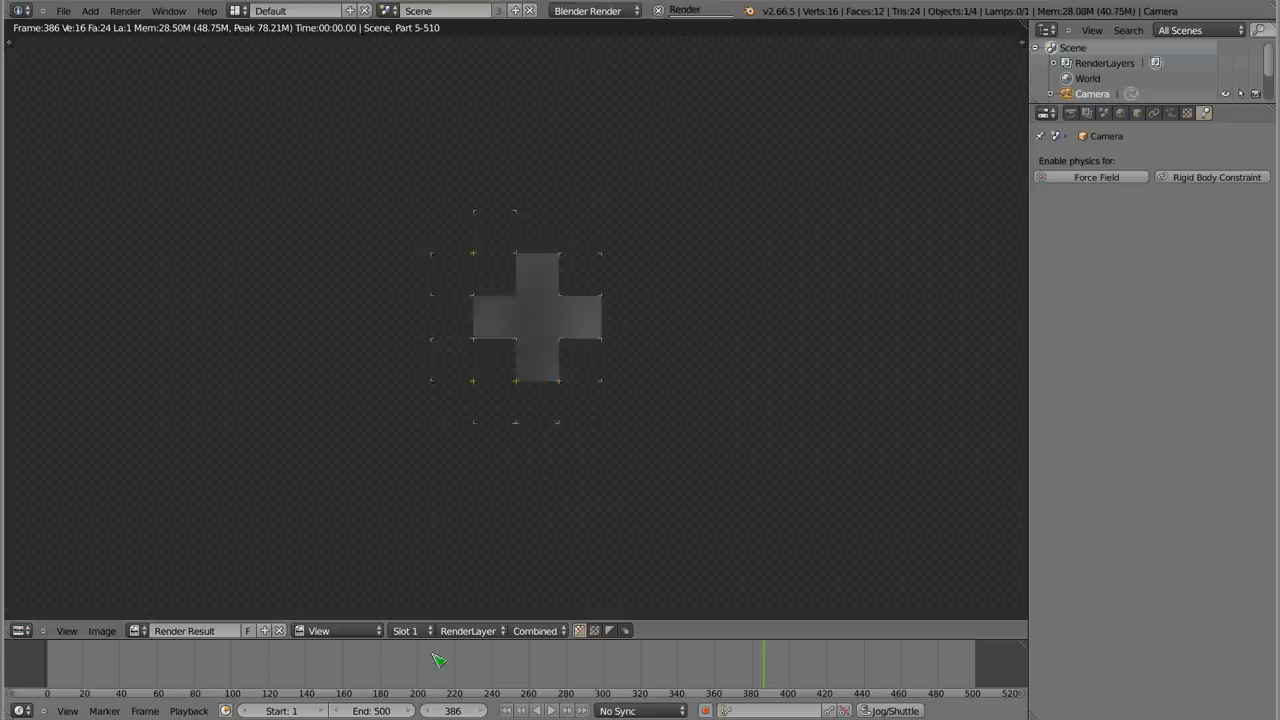 File Add Render Window Help Default Scene 3 Blender Render Render v2.66.5 | Verts:16 | Faces:12 | Tris:24 | Objects:1/4 | Lamps:0/1 | Mem:28.08M (40.75M) | Camera
Frame:386 Ve:16 Fa:24 La:1 Mem:28.50M (48.75M, Peak 78.21M) Time:00:00.00 | Scene, Part 5-510
View Search All Scenes
Scene
RenderLayers
World
Camera
Camera
Enable physics for:
Force Field Rigid Body Constraint
View Image Render Result F View Slot 1 RenderLayer Combined
0 20 40 60 80 100 120 140 160 180 200 220 240 260 280 300 320 340 360 380 400 420 440 460 480 500 520
View Marker Frame Playback Start: 1 End: 500 386 No Sync Jog/Shuttle